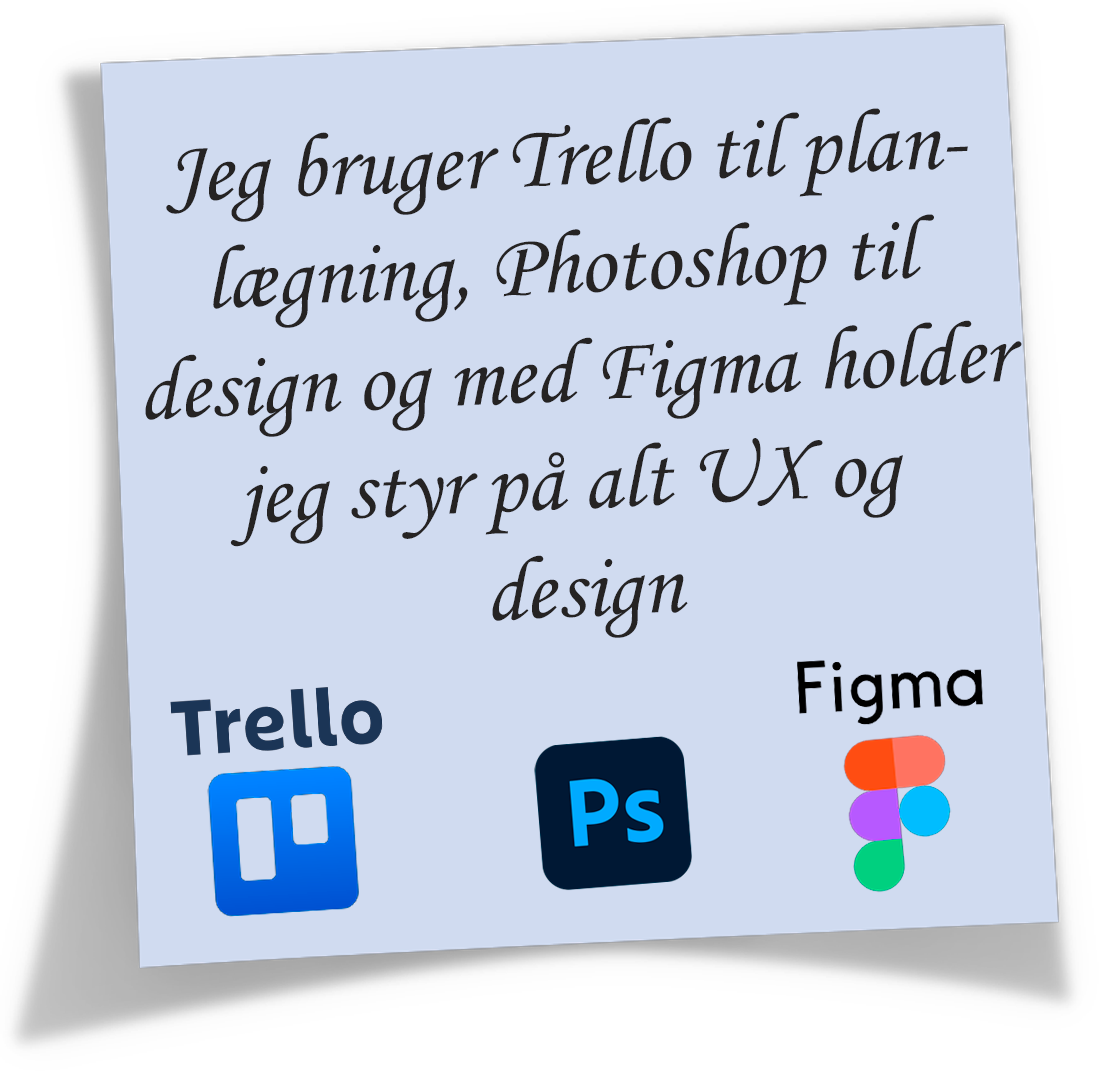 Jeg bruger Trello til plan-
lægning, Photoshop til
design og med Figma holder
jeg styr på alt UX og
design
Trello
Ps
Figma